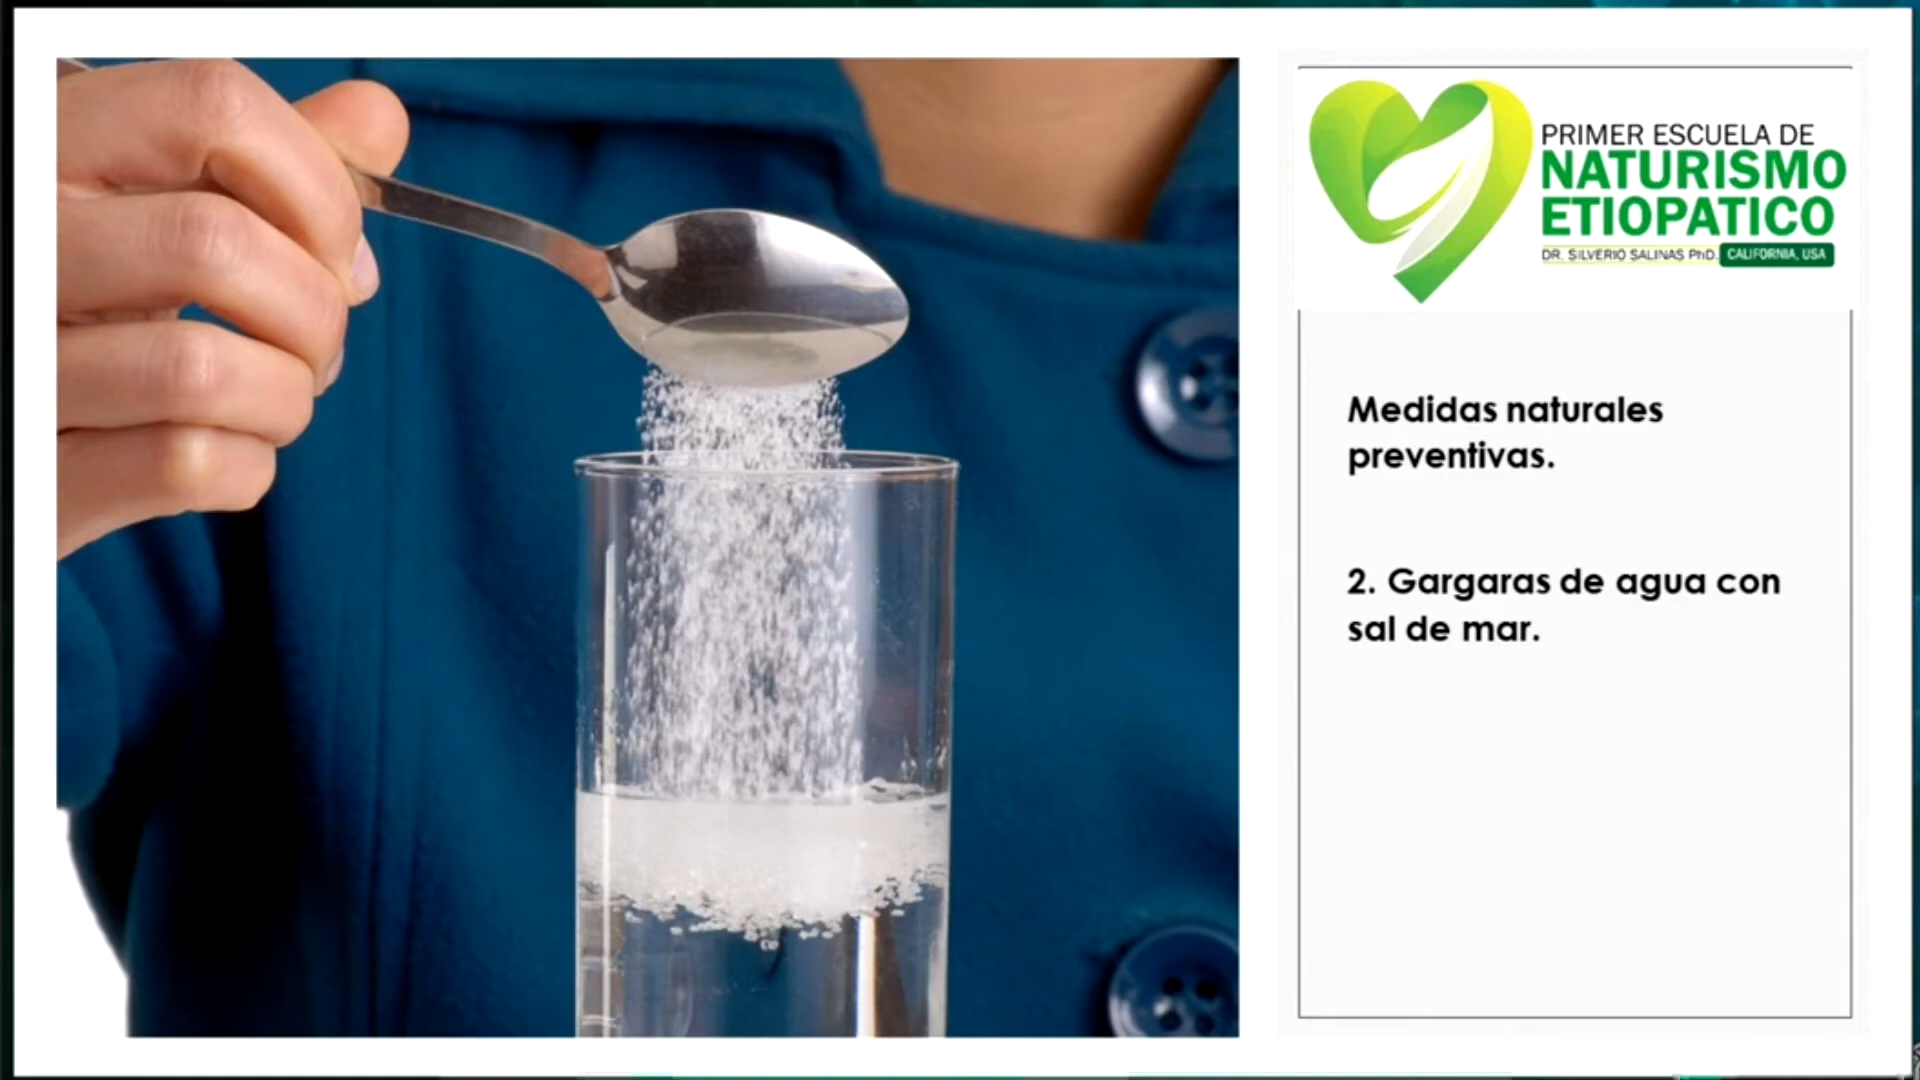 PRIMER ESCUELA DE
NATURISMO
ETIOPATICO
DR. SILVERIO SALINAS PhD. CALIFORNIA, USA
Medidas naturales
preventivas.
2. Gargaras de agua con
sal de mar.